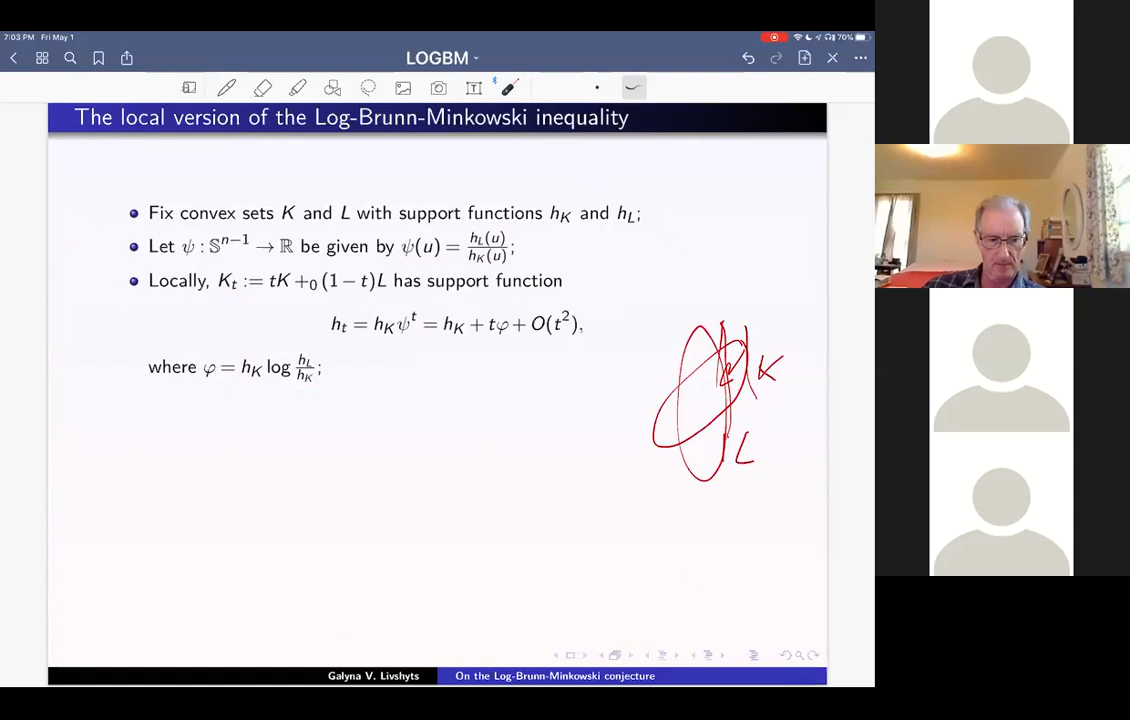 7:03 PM Fri May 1
70%
LOGBM
The local version of the Log-Brunn-Minkowski inequality
Fix convex sets K and L with support functions h_K and h_L;
Let ψ : 𝕊^{n−1} → ℝ be given by ψ(u) = \frac{h_L(u)}{h_K(u)};
Locally, K_t := tK +_0 (1 − t)L has support function
h_t = h_K ψ^t = h_K + tφ + O(t^2),
where φ = h_K log \frac{h_L}{h_K};
K
L
Galyna V. Livshyts On the Log-Brunn-Minkowski conjecture